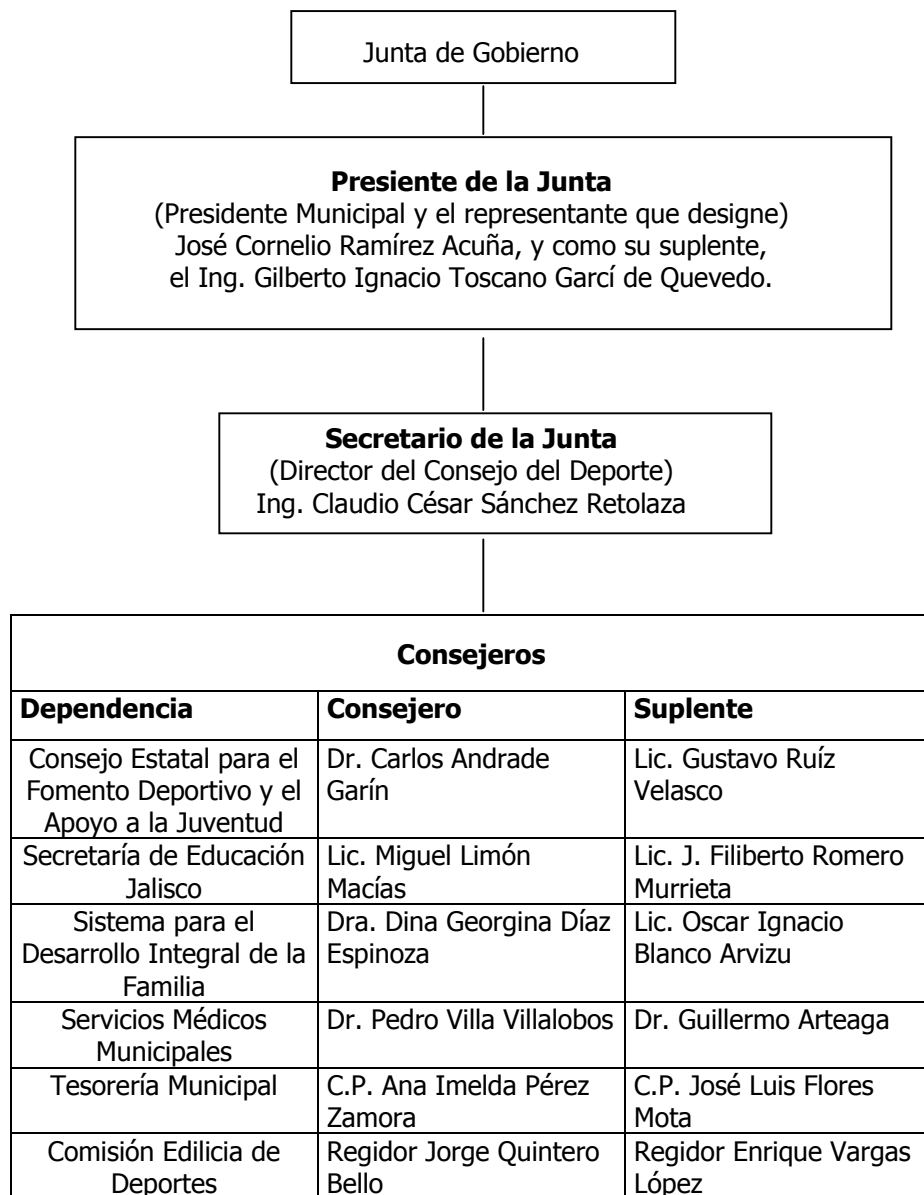 Junta de Gobierno
Presiente de la Junta
(Presidente Municipal y el representante que designe)
José Cornelio Ramírez Acuña, y como su suplente,
el Ing. Gilberto Ignacio Toscano Garcí de Quevedo.
Secretario de la Junta
(Director del Consejo del Deporte)
Ing. Claudio César Sánchez Retolaza
Consejeros
Dependencia
Consejero
Suplente
Consejo Estatal para el
Fomento Deportivo y el
Apoyo a la Juventud
Dr. Carlos Andrade
Garín
Lic. Gustavo Ruíz
Velasco
Secretaría de Educación
Jalisco
Lic. Miguel Limón
Macías
Lic. J. Filiberto Romero
Murrieta
Sistema para el
Desarrollo Integral de la
Familia
Dra. Dina Georgina Díaz
Espinoza
Lic. Oscar Ignacio
Blanco Arvizu
Servicios Médicos
Municipales
Dr. Pedro Villa Villalobos
Dr. Guillermo Arteaga
Tesorería Municipal
C.P. Ana Imelda Pérez
Zamora
C.P. José Luis Flores
Mota
Comisión Edilicia de
Deportes
Regidor Jorge Quintero
Bello
Regidor Enrique Vargas
López